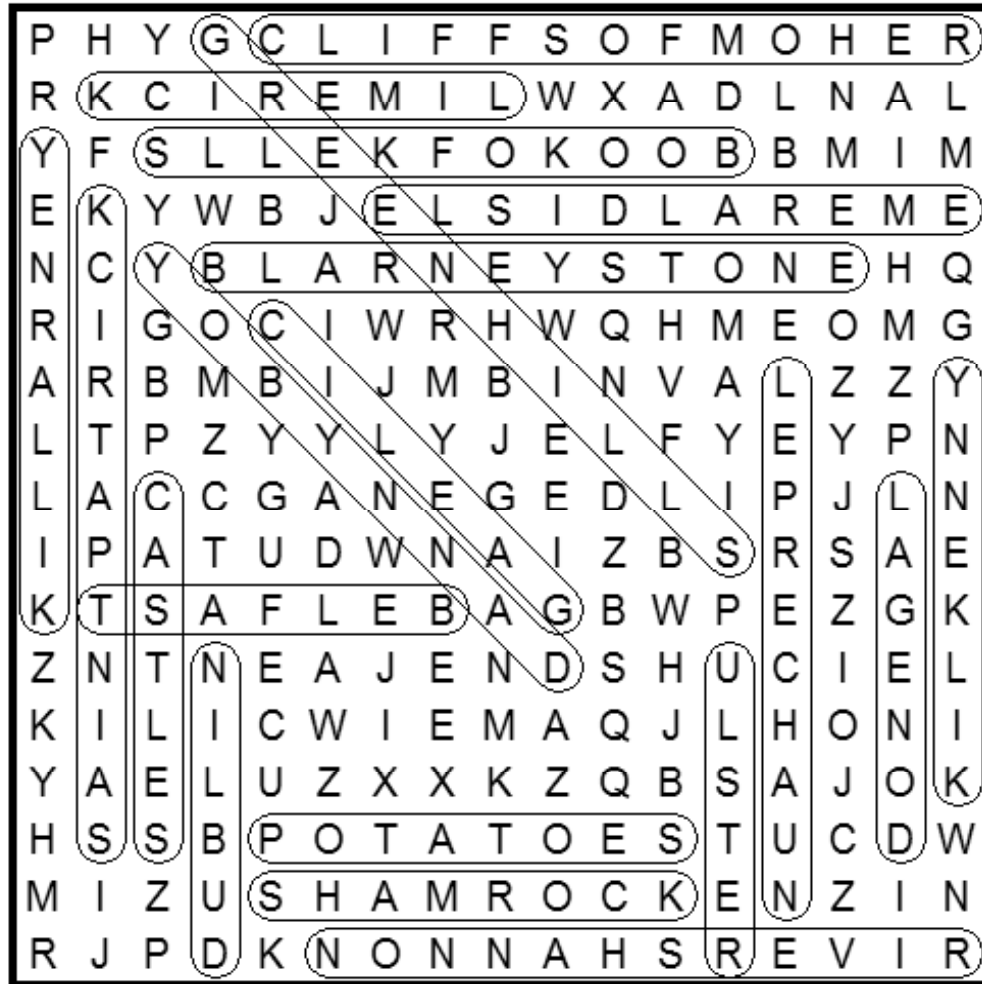 P H Y G C L I F F S O F M O H E R
R K C I R E M I L W X A D L N A L
Y F S L L E K F O K O O B B M I M
E K Y W B J E L S I D L A R E M E
N C Y B L A R N E Y S T O N E H Q
R I G O C I W R H W Q H M E O M G
A R B M B I J M B I N V A L Z Z Y
L T P Z Y Y L Y J E L F Y E Y P N
L A C C G A N E G E D L I P J L N
I P A T U D W N A I Z B S R S A E
K T S A F L E B A G B W P E Z G K
Z N T N E A J E N D S H U C I E L
K I L I C W I E M A Q J L H O N I
Y A E L U Z X X K Z Q B S A J O K
H S S B P O T A T O E S T U C D W
M I Z U S H A M R O C K E N Z I N
R J P D K N O N N A H S R E V I R